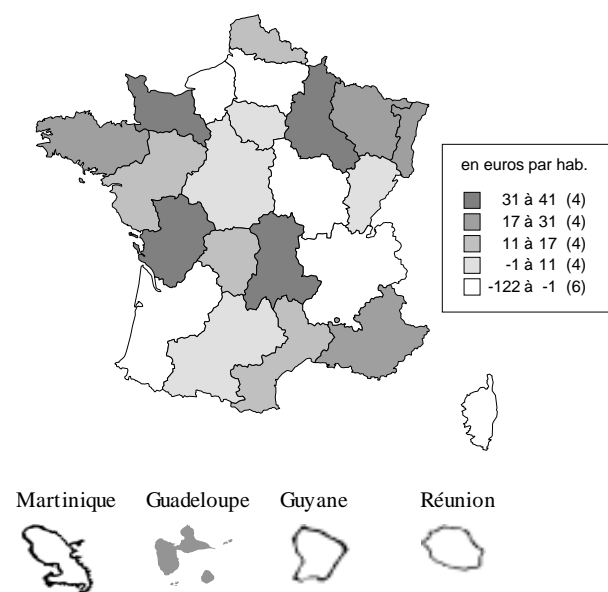 en euros par hab.
31 à 41 (4)
17 à 31 (4)
11 à 17 (4)
-1 à 11 (4)
-122 à -1 (6)
Martinique Guadeloupe Guyane Réunion